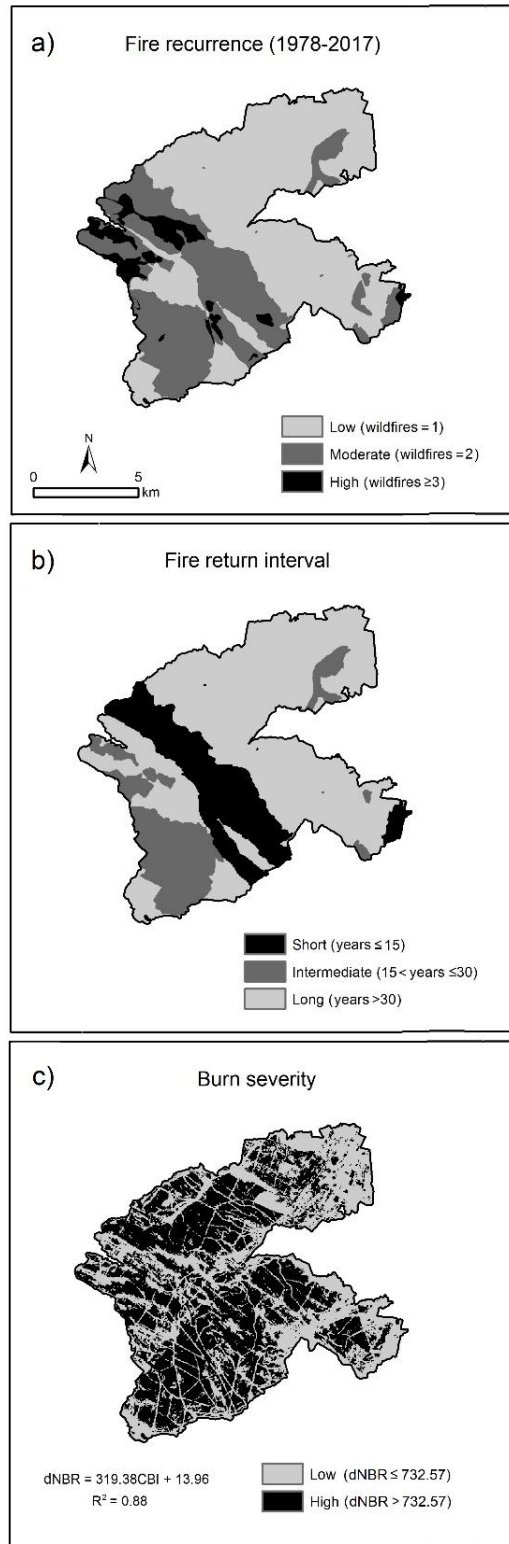 a) Fire recurrence (1978-2017)
Low (wildfires = 1)
Moderate (wildfires = 2)
High (wildfires ≥3)
N
0 5
km
b) Fire return interval
Short (years ≤ 15)
Intermediate (15 < years ≤30)
Long (years >30)
c) Burn severity
dNBR = 319.38CBI + 13.96
R² = 0.88
Low (dNBR ≤ 732.57)
High (dNBR > 732.57)